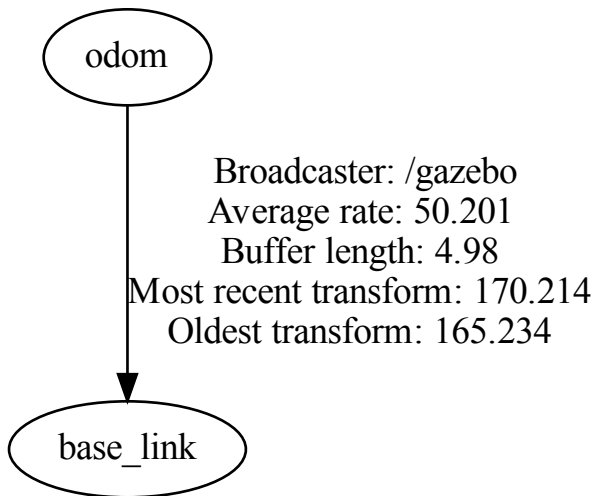 odom
Broadcaster: /gazebo
Average rate: 50.201
Buffer length: 4.98
Most recent transform: 170.214
Oldest transform: 165.234
base_link